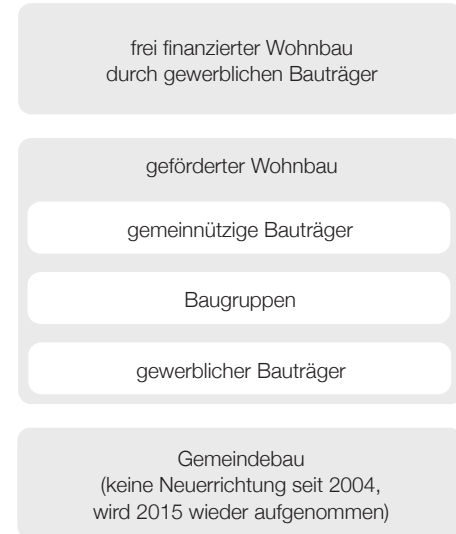 frei finanzierter Wohnbau
durch gewerblichen Bauträger
geförderter Wohnbau
gemeinnützige Bauträger
Baugruppen
gewerblicher Bauträger
Gemeindebau
(keine Neuerrichtung seit 2004,
wird 2015 wieder aufgenommen)